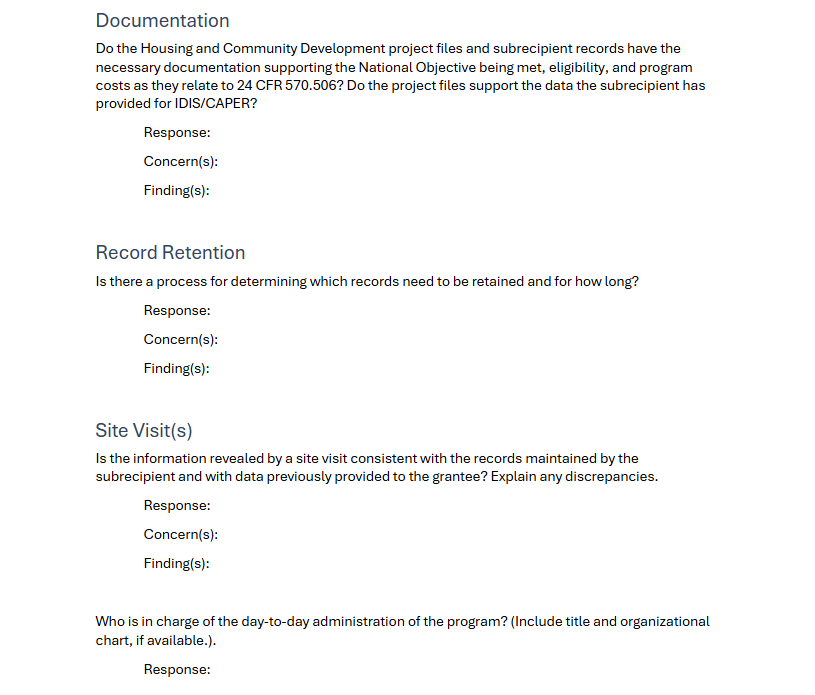 Documentation
Do the Housing and Community Development project files and subrecipient records have the
necessary documentation supporting the National Objective being met, eligibility, and program
costs as they relate to 24 CFR 570.506? Do the project files support the data the subrecipient has
provided for IDIS/CAPER?
Response:
Concern(s):
Finding(s):
Record Retention
Is there a process for determining which records need to be retained and for how long?
Response:
Concern(s):
Finding(s):
Site Visit(s)
Is the information revealed by a site visit consistent with the records maintained by the
subrecipient and with data previously provided to the grantee? Explain any discrepancies.
Response:
Concern(s):
Finding(s):
Who is in charge of the day-to-day administration of the program? (Include title and organizational
chart, if available.).
Response: